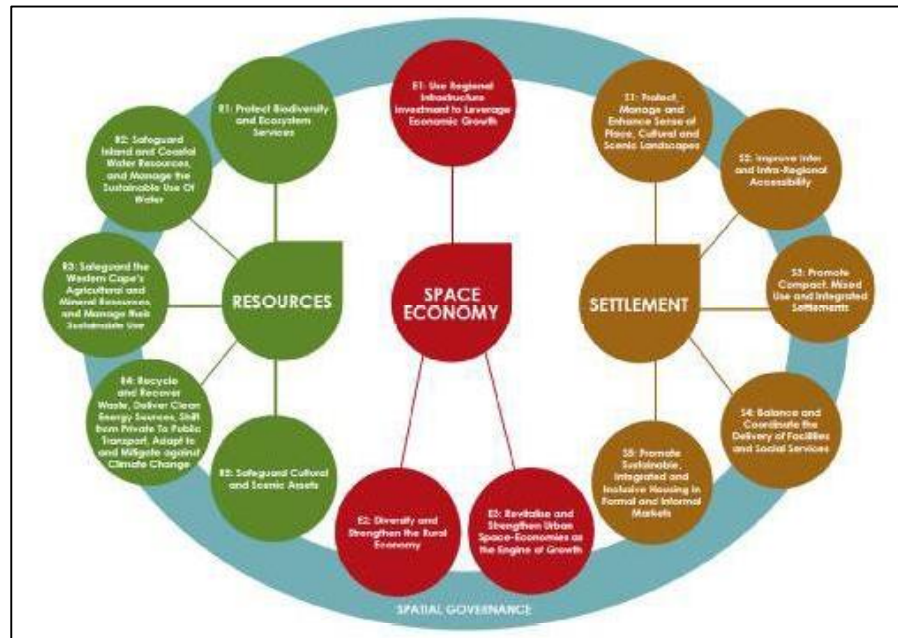 R1: Protect Biodiversity
and Ecosystem
Services
R2: Safeguard
Inland and Coastal
Water Resources,
and Manage the
Sustainable Use Of
Water
R3: Safeguard the
Western Cape's
Agricultural and
Mineral Resources,
and Manage their
Sustainable Use
R4: Recycle
and Recover
Waste, Deliver Clean
Energy Sources, Shift
from Private To Public
Transport, Adapt to
and Mitigate against
Climate Change
R5: Safeguard Cultural
and Scenic Assets
RESOURCES
E1: Use Regional
Infrastructure
Investment to Leverage
Economic Growth
SPACE
ECONOMY
E2: Diversify and
Strengthen the Rural
Economy
E3: Revitalise and
Strengthen Urban
Space-Economies as
the Engine of Growth
S1: Protect,
Manage and
Enhance Sense of
Place, Cultural and
Scenic Landscapes
S2: Improve Inter
and Intra-Regional
Accessibility
SETTLEMENT
S3: Promote
Compact, Mixed
Use and Integrated
Settlements
S4: Balance and
Coordinate the
Delivery of Facilities
and Social Services
S5: Promote
Sustainable,
Integrated and
Inclusive Housing in
Formal and Informal
Markets
SPATIAL GOVERNANCE